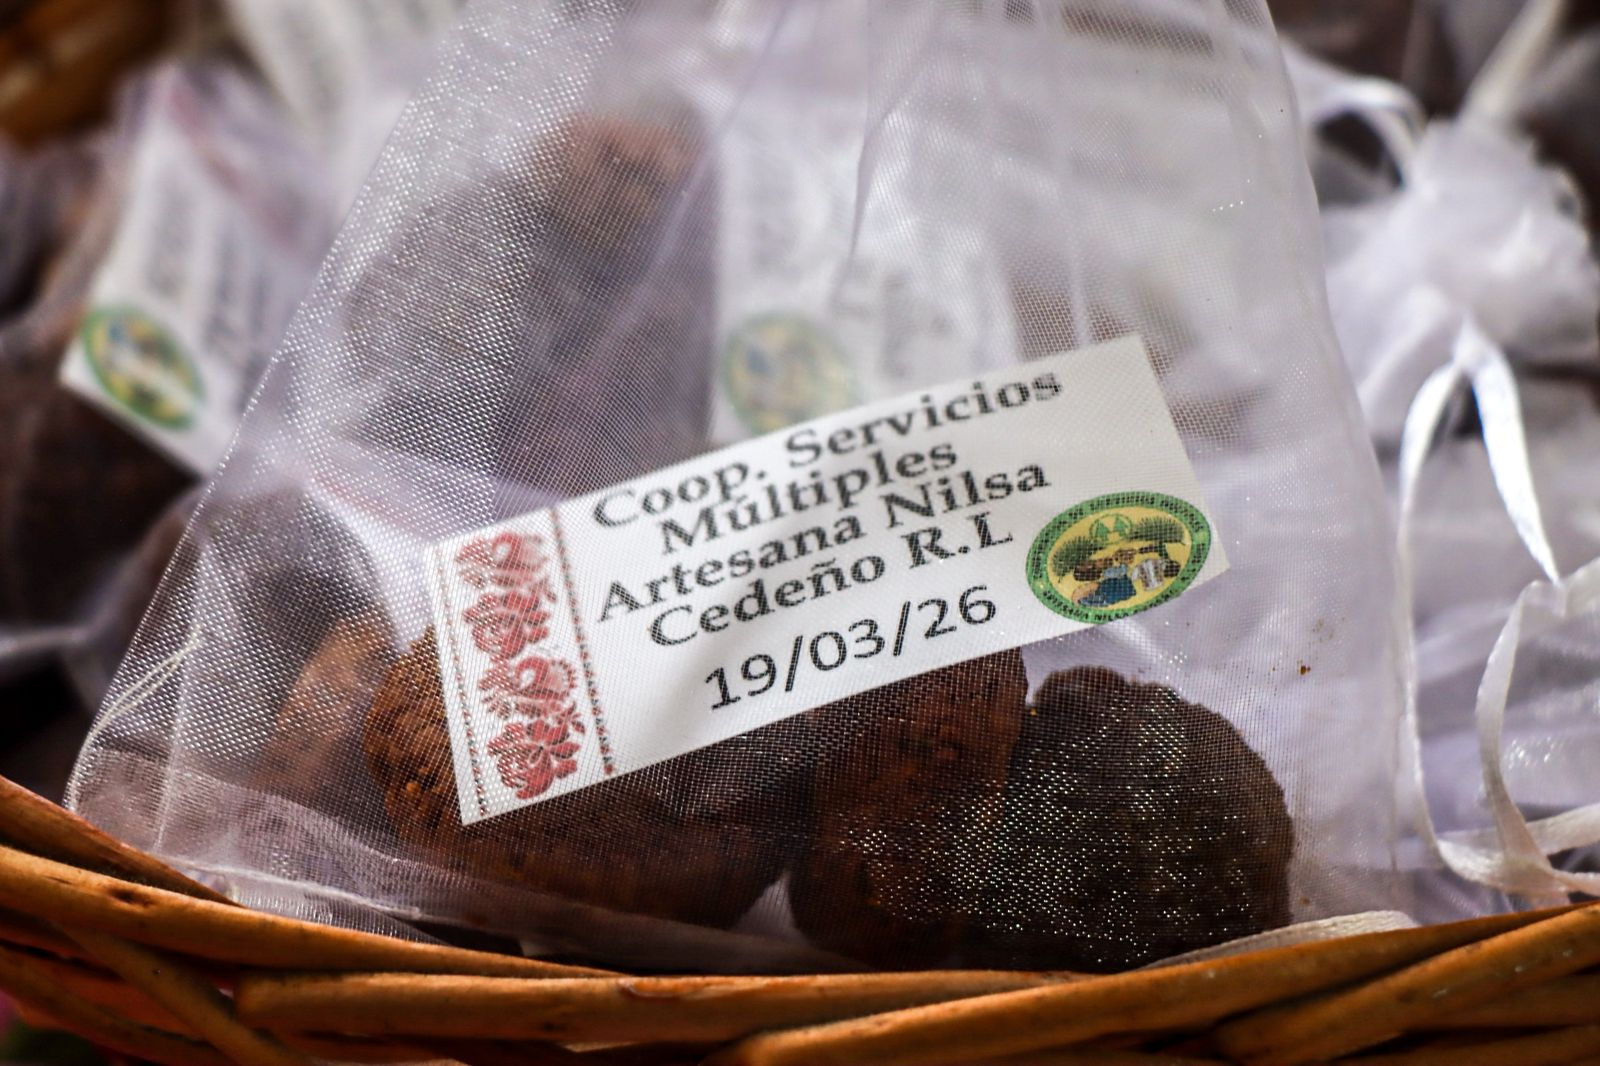 Coop. Servicios
Múltiples
Artesana Nilsa
Cedeño R.L
19/03/26